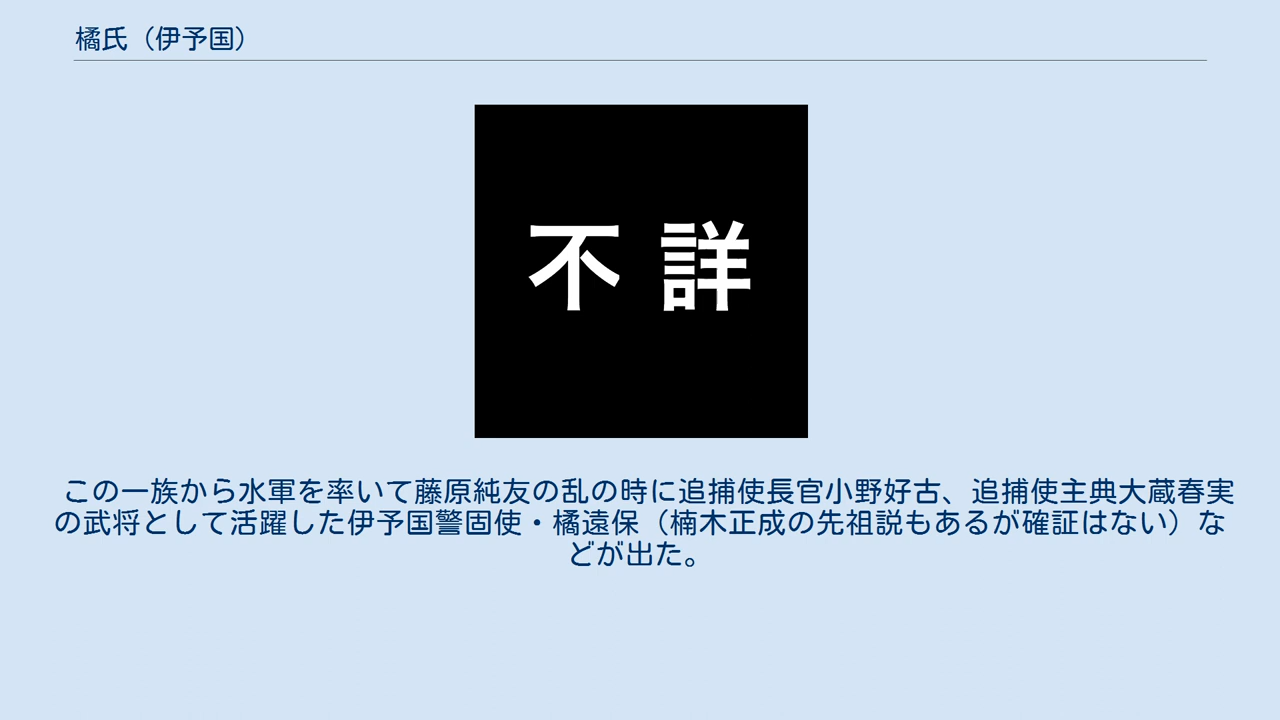 橘氏（伊予国）
不詳
この一族から水軍を率いて藤原純友の乱の時に追捕使長官小野好古、追捕使主典大蔵春実
の武将として活躍した伊予国警固使・橘遠保（楠木正成の先祖説もあるが確証はない）な
どが出た。